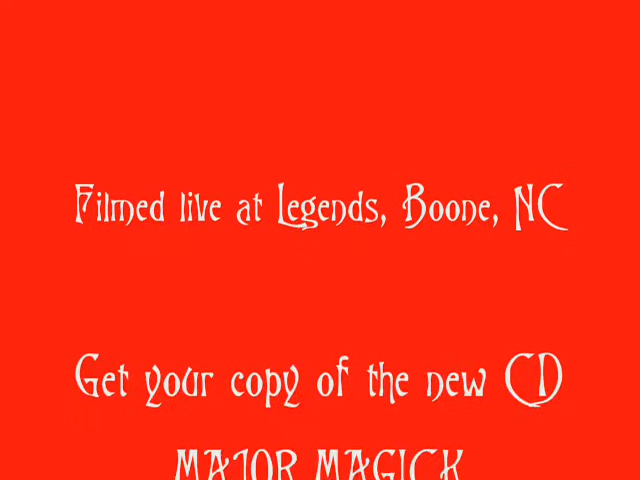 Filmed live at Legends, Boone, NC
Get your copy of the new CD
MAJOR MAGICK